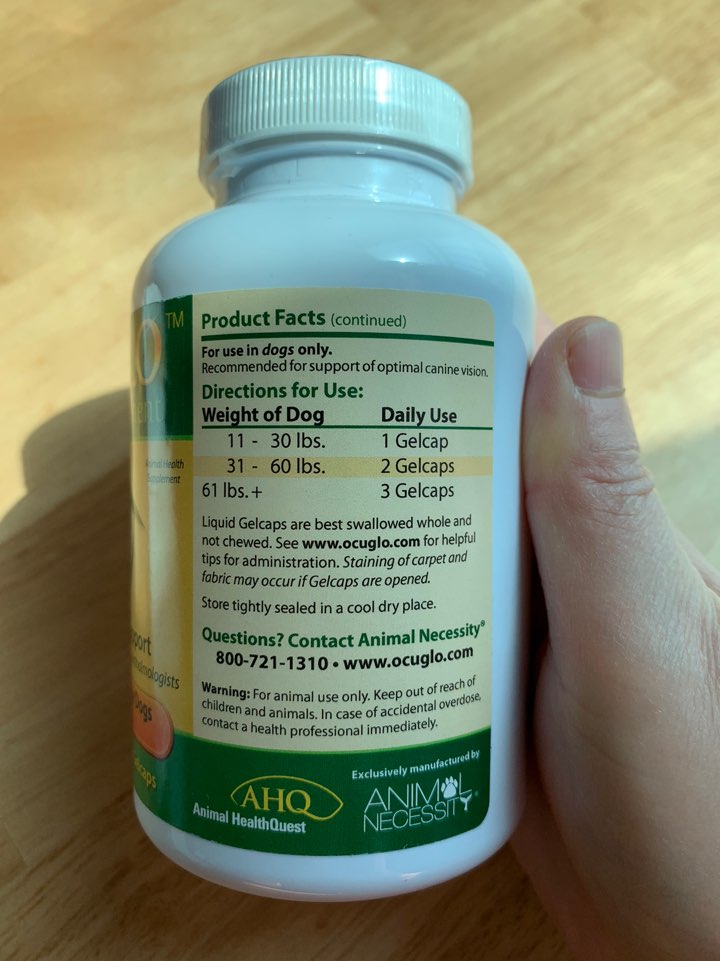 TM
Product Facts (continued)
For use in dogs only.
Recommended for support of optimal canine vision.
Directions for Use:
Weight of Dog Daily Use
11 - 30 lbs. 1 Gelcap
31 - 60 lbs. 2 Gelcaps
61 lbs.+ 3 Gelcaps
Liquid Gelcaps are best swallowed whole and
not chewed. See www.ocuglo.com for helpful
tips for administration. Staining of carpet and
fabric may occur if Gelcaps are opened.
Store tightly sealed in a cool dry place.
Questions? Contact Animal Necessity®
800-721-1310 • www.ocuglo.com
Warning: For animal use only. Keep out of reach of
children and animals. In case of accidental overdose,
contact a health professional immediately.
Exclusively manufactured by
AHQ
Animal HealthQuest
ANIMAL
NECESSITY®
Animal Health
Supplement
Dogs